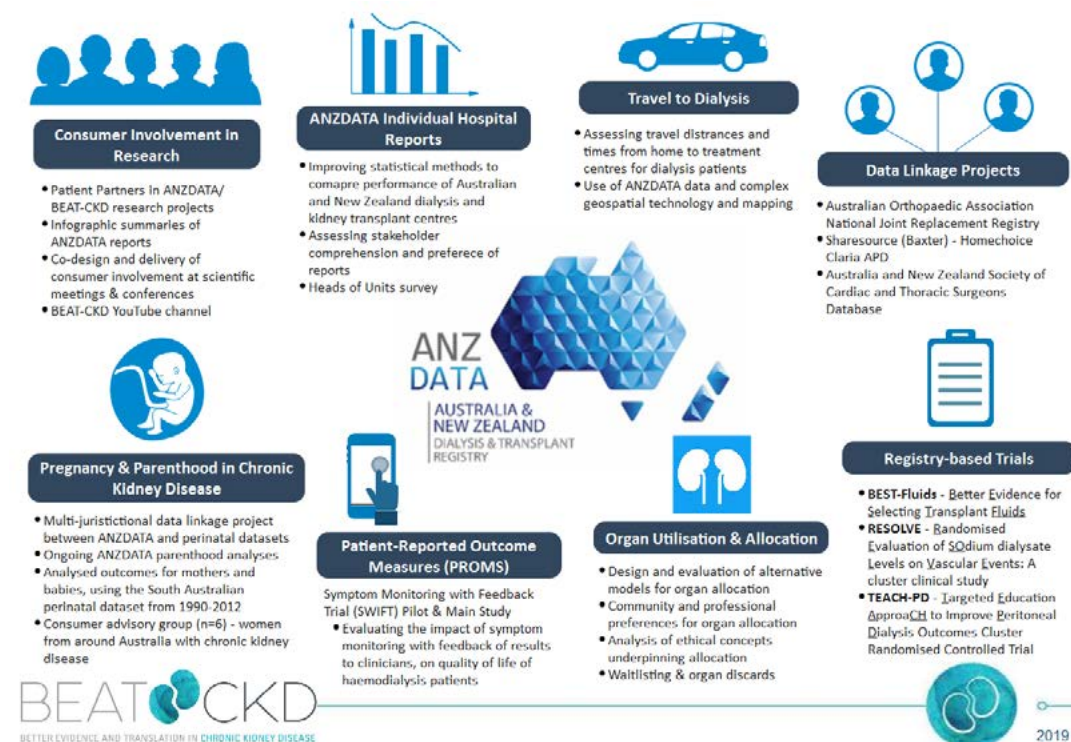 Consumer Involvement in
Research
• Patient Partners in ANZDATA/
BEAT-CKD research projects
• Infographic summaries of
ANZDATA reports
• Co-design and delivery of
consumer involvement at scientific
meetings & conferences
• BEAT-CKD YouTube channel
ANZDATA Individual Hospital
Reports
• Improving statistical methods to
comapre performance of Australian
and New Zealand dialysis and
kidney transplant centres
• Assessing stakeholder
comprehension and preferece of
reports
• Heads of Units survey
Travel to Dialysis
• Assessing travel distrances and
times from home to treatment
centres for dialysis patients
• Use of ANZDATA data and complex
geospatial technology and mapping
Data Linkage Projects
• Australian Orthopaedic Association
National Joint Replacement Registry
• Sharesource (Baxter) - Homechoice
Claria APD
• Australia and New Zealand Society of
Cardiac and Thoracic Surgeons
Database
ANZ
DATA
AUSTRALIA &
NEW ZEALAND
DIALYSIS & TRANSPLANT
REGISTRY
Pregnancy & Parenthood in Chronic
Kidney Disease
• Multi-juristictional data linkage project
between ANZDATA and perinatal datasets
• Ongoing ANZDATA parenthood analyses
• Analysed outcomes for mothers and
babies, using the South Australian
perinatal dataset from 1990-2012
• Consumer advisory group (n=6) - women
from around Australia with chronic kidney
disease
Patient-Reported Outcome
Measures (PROMS)
Symptom Monitoring with Feedback
Trial (SWIFT) Pilot & Main Study
• Evaluating the impact of symptom
monitoring with feedback of results
to clinicians, on quality of life of
haemodialysis patients
Organ Utilisation & Allocation
• Design and evaluation of alternative
models for organ allocation
• Community and professional
preferences for organ allocation
• Analysis of ethical concepts
underpinning allocation
• Waitlisting & organ discards
Registry-based Trials
• BEST-Fluids - Better Evidence for
Selecting Transplant Fluids
• RESOLVE - Randomised
Evaluation of SOdium dialysate
Levels on Vascular Events: A
cluster clinical study
• TEACH-PD - Targeted Education
ApproaCH to Improve Peritoneal
Dialysis Outcomes Cluster
Randomised Controlled Trial
BEAT CKD
BETTER EVIDENCE AND TRANSLATION IN CHRONIC KIDNEY DISEASE
2019